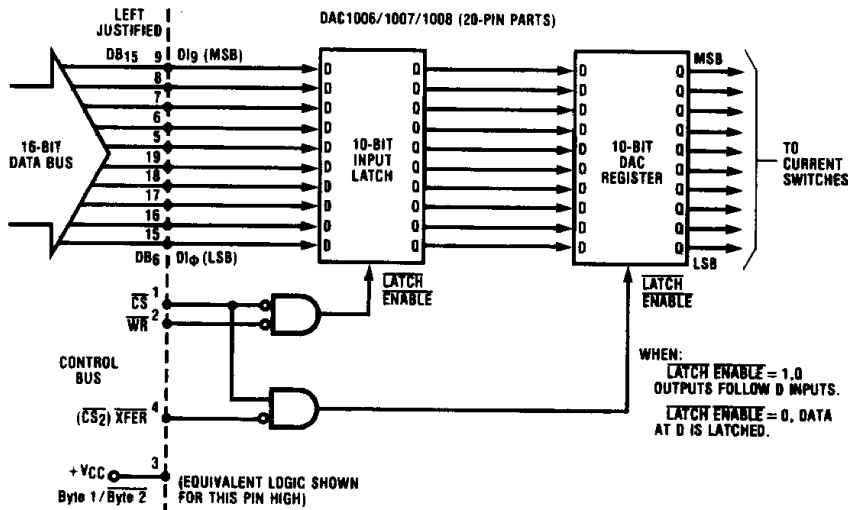 DAC1006/1007/1008 (20-PIN PARTS)
LEFT
JUSTIFIED
DB15 9 DI9 (MSB)
8
7
6
5
19
18
17
16
15
DB6 DIΦ (LSB)
16-BIT
DATA BUS
D
D
D
D
D
D
D
D
D
D
10-BIT
INPUT
LATCH
Q
Q
Q
Q
Q
Q
Q
Q
Q
Q
D
D
D
D
D
D
D
D
D
D
10-BIT
DAC
REGISTER
Q
Q
Q
Q
Q
Q
Q
Q
Q
Q
MSB
LSB
TO
CURRENT
SWITCHES
LATCH
ENABLE
LATCH
ENABLE
CS 1
WR 2
CONTROL
BUS
(CS2) XFER 4
+VCC 3
Byte 1/Byte 2
(EQUIVALENT LOGIC SHOWN
FOR THIS PIN HIGH)
WHEN:
LATCH ENABLE = 1,Q
OUTPUTS FOLLOW D INPUTS.
LATCH ENABLE = 0, DATA
AT D IS LATCHED.